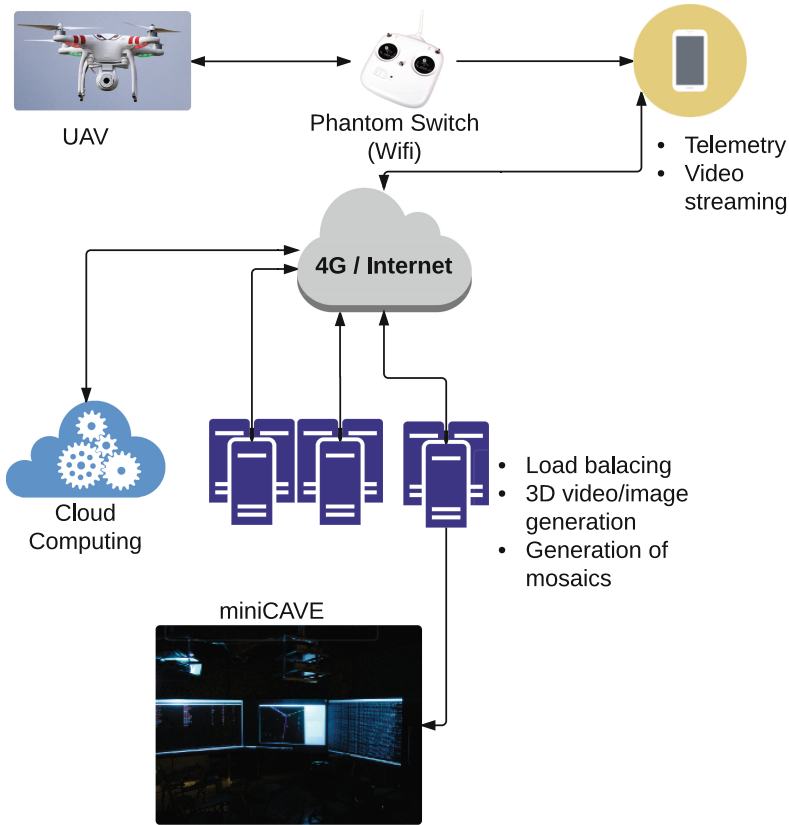 UAV
Phantom Switch
(Wifi)
• Telemetry
• Video
streaming
4G / Internet
Cloud
Computing
• Load balacing
• 3D video/image
generation
• Generation of
mosaics
miniCAVE